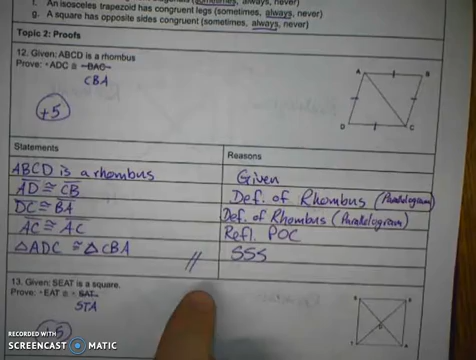 f. An isosceles trapezoid has congruent legs (sometimes, always, never)
g. A square has opposite sides congruent (sometimes, always, never)
Topic 2: Proofs
12. Given: ABCD is a rhombus
Prove: ADC ≅ BAC
CBA
+5
A B
D C
Statements Reasons
ABCD is a rhombus Given
AD ≅ CB Def. of Rhombus (Parallelogram)
DC ≅ BA Def. of Rhombus (Parallelogram)
AC ≅ AC Refl. POC
△ADC ≅ △CBA SSS
13. Given: SEAT is a square.
Prove: EAT ≅ SAT
STA
+5
RECORDED WITH
SCREENCAST MATIC